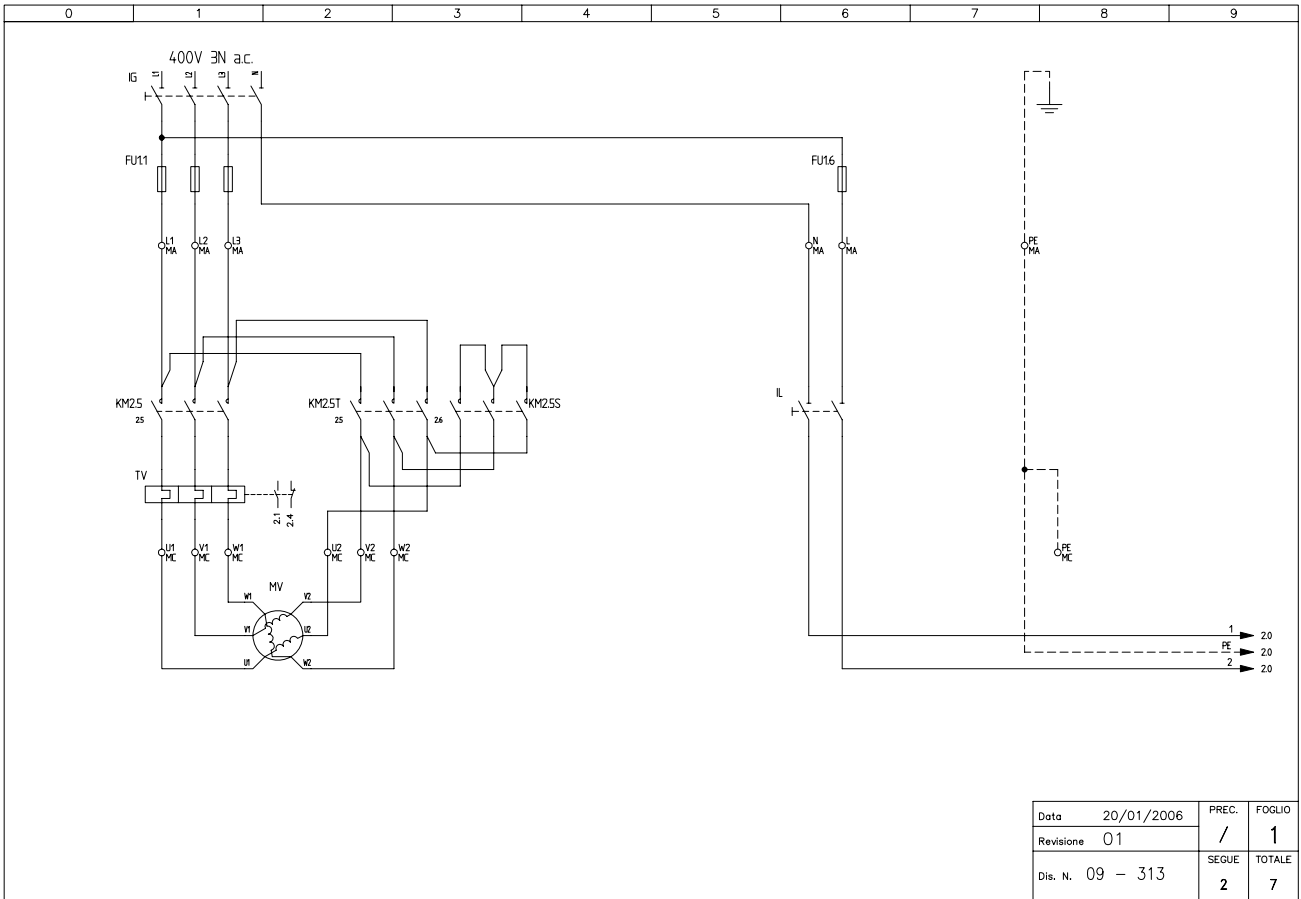 0 1 2 3 4 5 6 7 8 9
400V 3N a.c.
IG L1 L2 L3 N
FU1.1 FU1.6
L1 MA L2 MA L3 MA N MA L MA PE MA
KM2.5 2.5 KM2.5T 2.5 2.6 KM2.5S IL
TV
2.1 2.4
U1 MC V1 MC W1 MC U2 MC V2 MC W2 MC PE MC
MV
W1 V2
V1 U2
U1 W2
1 2.0
PE 2.0
2 2.0
Data 20/01/2006 PREC. FOGLIO
Revisione 01 / 1
Dis. N. 09 - 313 SEGUE TOTALE
2 7